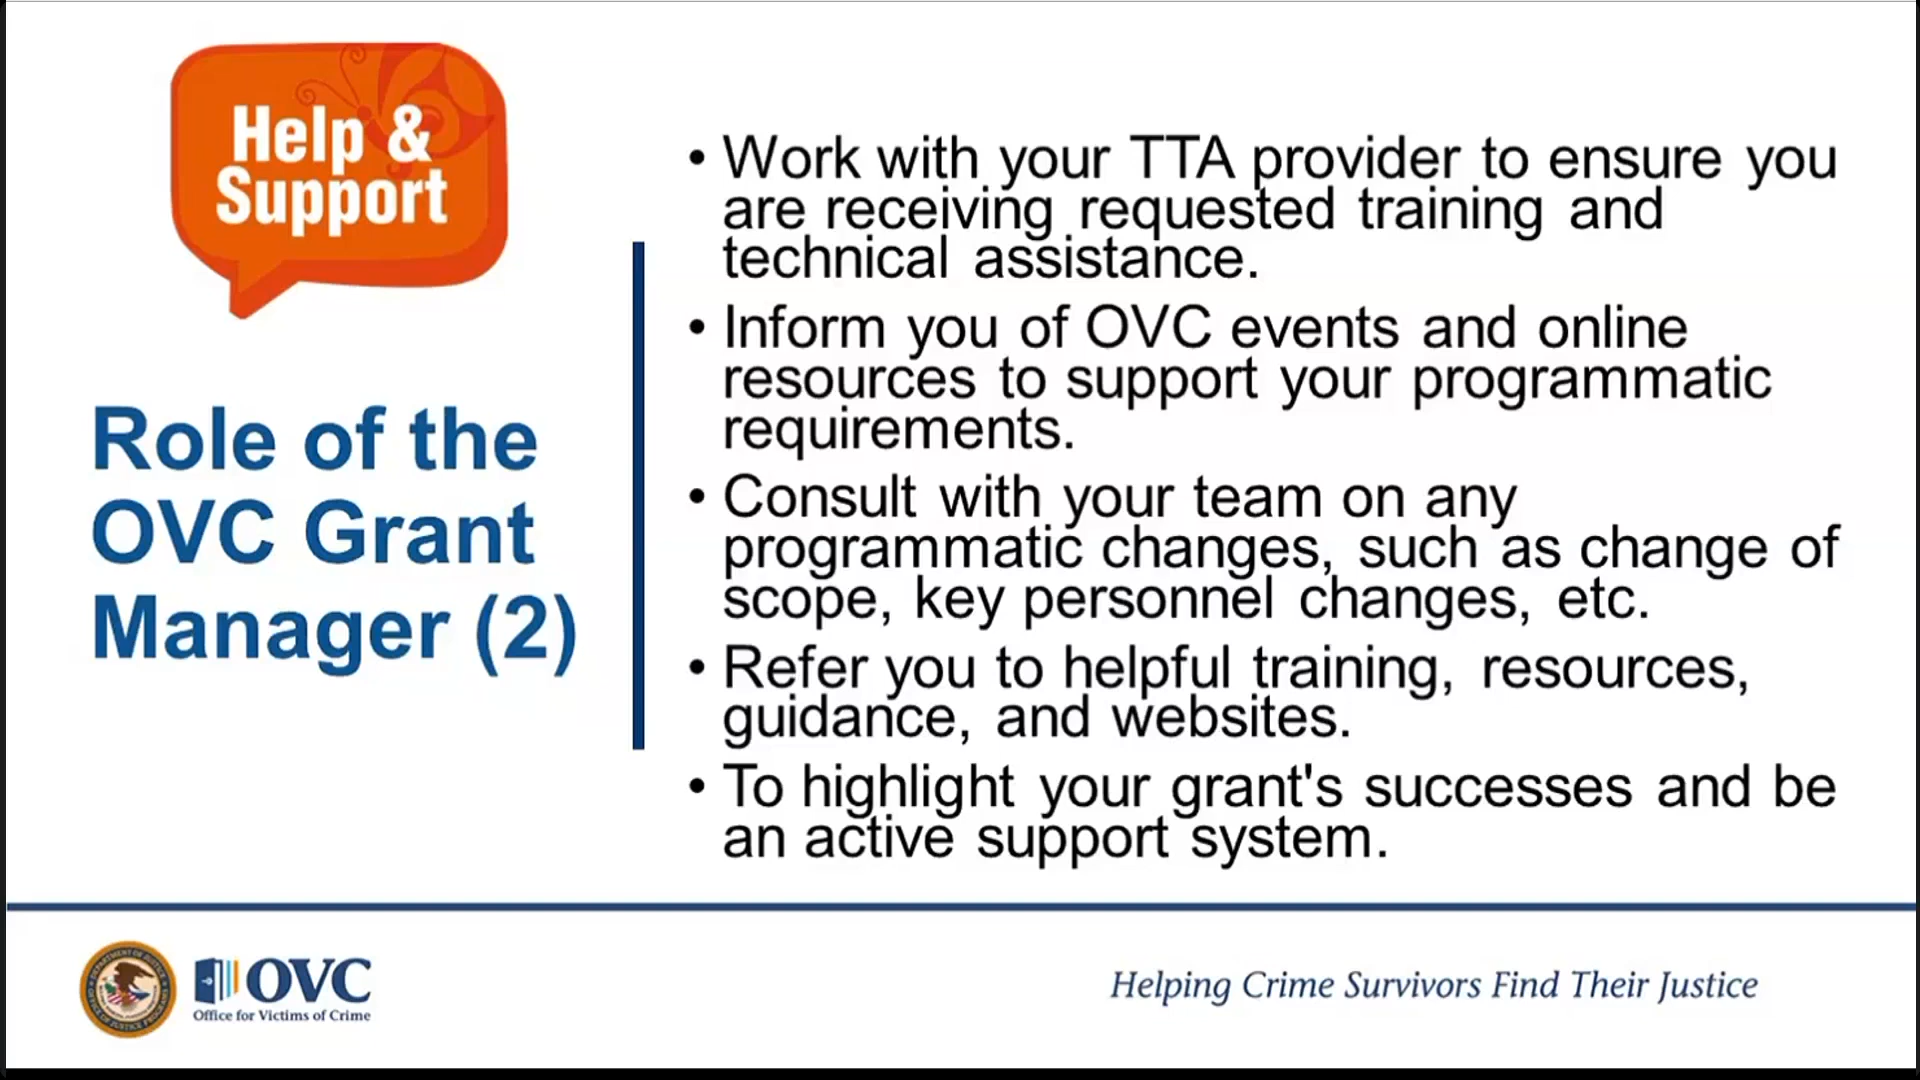 Help &
Support
Role of the
OVC Grant
Manager (2)
• Work with your TTA provider to ensure you
are receiving requested training and
technical assistance.
• Inform you of OVC events and online
resources to support your programmatic
requirements.
• Consult with your team on any
programmatic changes, such as change of
scope, key personnel changes, etc.
• Refer you to helpful training, resources,
guidance, and websites.
• To highlight your grant's successes and be
an active support system.
OVC
Office for Victims of Crime
Helping Crime Survivors Find Their Justice